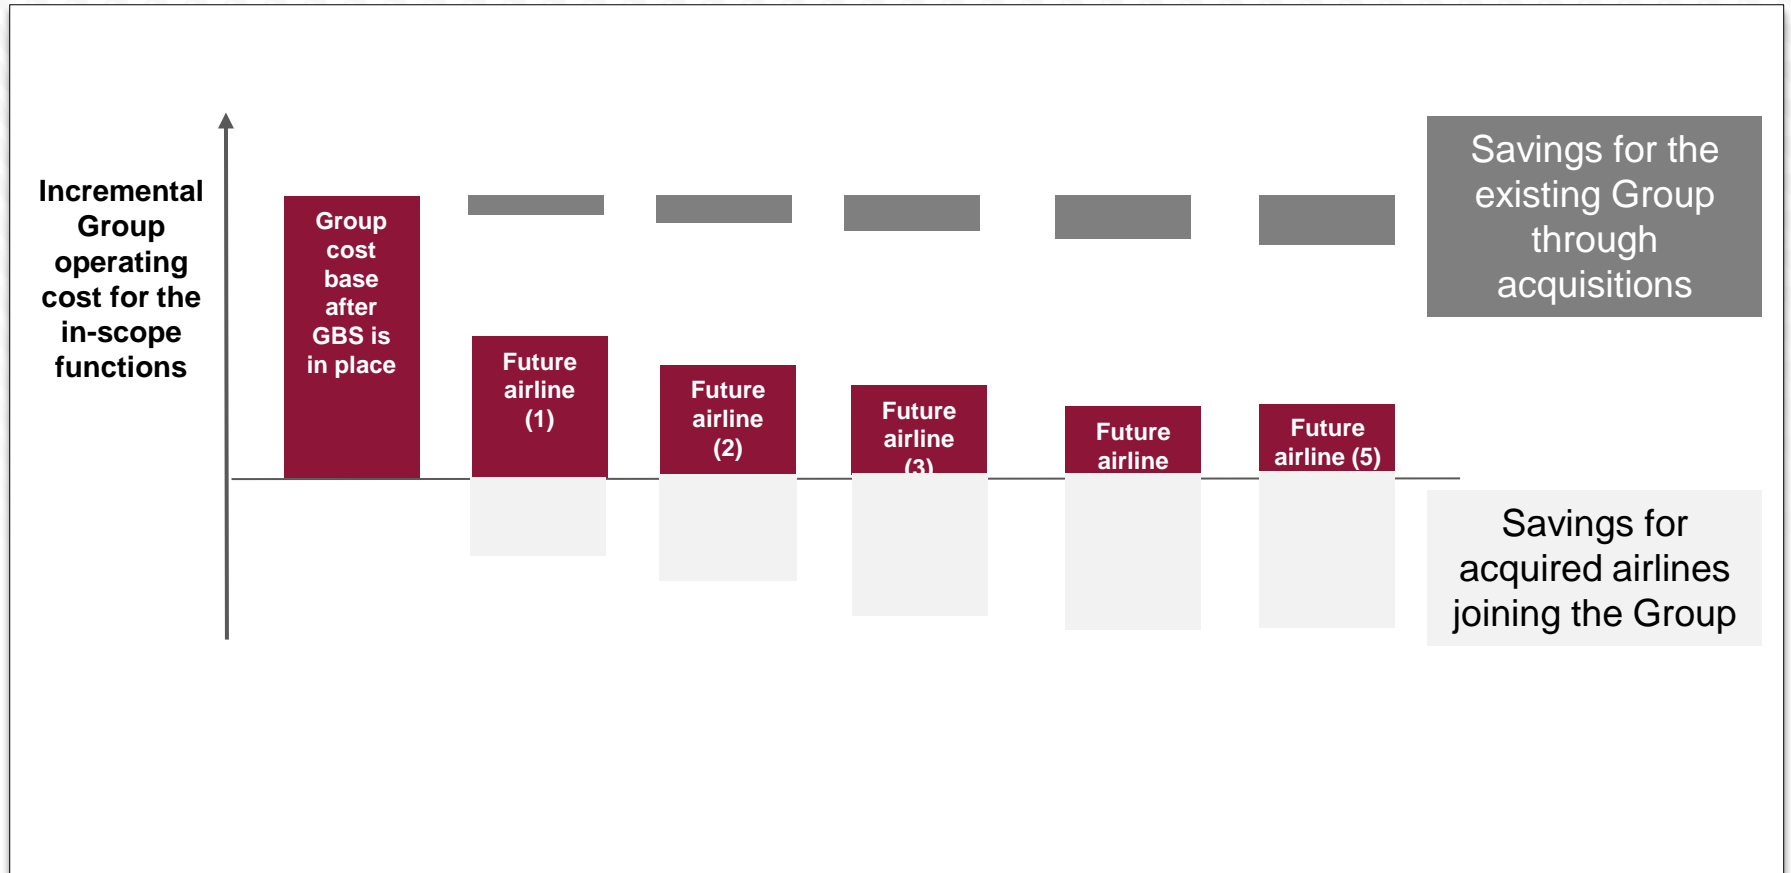 Incremental
Group
operating
cost for the
in-scope
functions
Group
cost
base
after
GBS is
in place
Future
airline
(1)
Future
airline
(2)
Future
airline
(3)
Future
airline
Future
airline (5)
Savings for the
existing Group
through
acquisitions
Savings for
acquired airlines
joining the Group